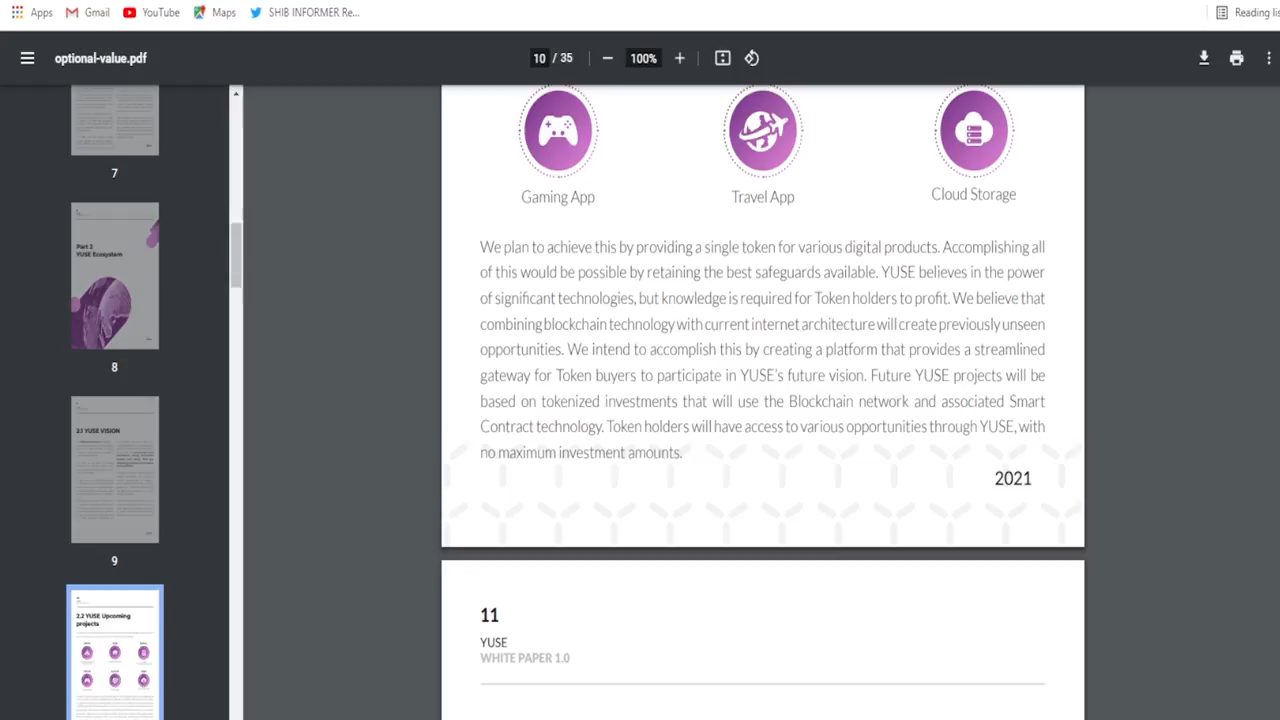 Apps
Gmail
YouTube
Maps
SHIB INFORMER Re...
Reading lis
optional-value.pdf
10 / 35
100%
7
Part 2
YUSE Ecosystem
8
2.1 YUSE VISION
9
2.2 YUSE Upcoming
projects
Gaming App
Travel App
Cloud Storage
We plan to achieve this by providing a single token for various digital products. Accomplishing all
of this would be possible by retaining the best safeguards available. YUSE believes in the power
of significant technologies, but knowledge is required for Token holders to profit. We believe that
combining blockchain technology with current internet architecture will create previously unseen
opportunities. We intend to accomplish this by creating a platform that provides a streamlined
gateway for Token buyers to participate in YUSE's future vision. Future YUSE projects will be
based on tokenized investments that will use the Blockchain network and associated Smart
Contract technology. Token holders will have access to various opportunities through YUSE, with
no maximum investment amounts.
2021
11
YUSE
WHITE PAPER 1.0